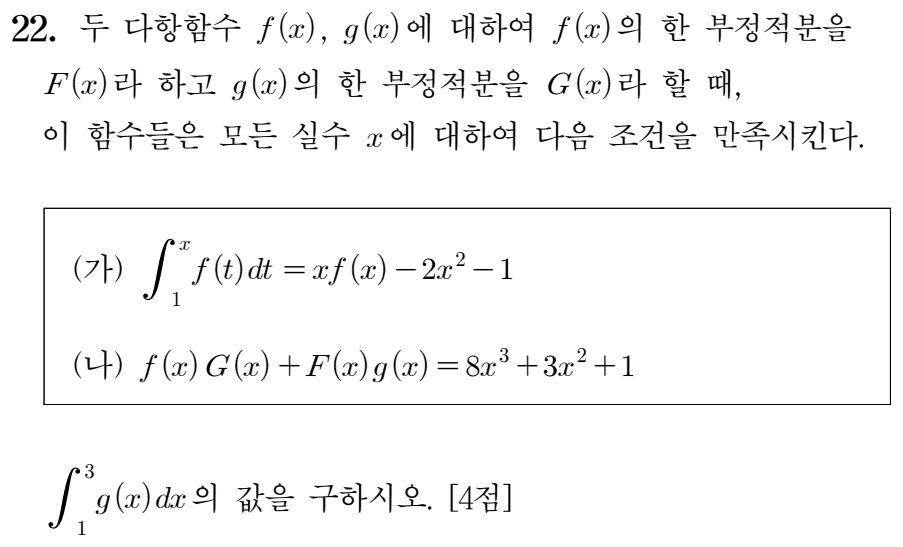 22. 두 다항함수 f(x), g(x)에 대하여 f(x)의 한 부정적분을
F(x)라 하고 g(x)의 한 부정적분을 G(x)라 할 때,
이 함수들은 모든 실수 x에 대하여 다음 조건을 만족시킨다.
(가) ∫₁ˣ f(t)dt = xf(x) − 2x² − 1
(나) f(x)G(x) + F(x)g(x) = 8x³ + 3x² + 1
∫₁³ g(x)dx의 값을 구하시오. [4점]